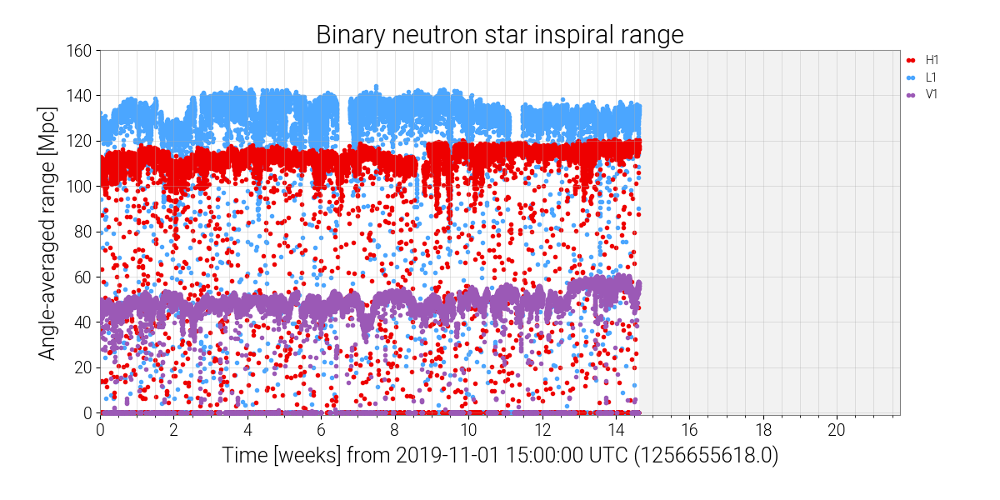 Binary neutron star inspiral range
H1
L1
V1
Angle-averaged range [Mpc]
160
140
120
100
80
60
40
20
0
0 2 4 6 8 10 12 14 16 18 20
Time [weeks] from 2019-11-01 15:00:00 UTC (1256655618.0)